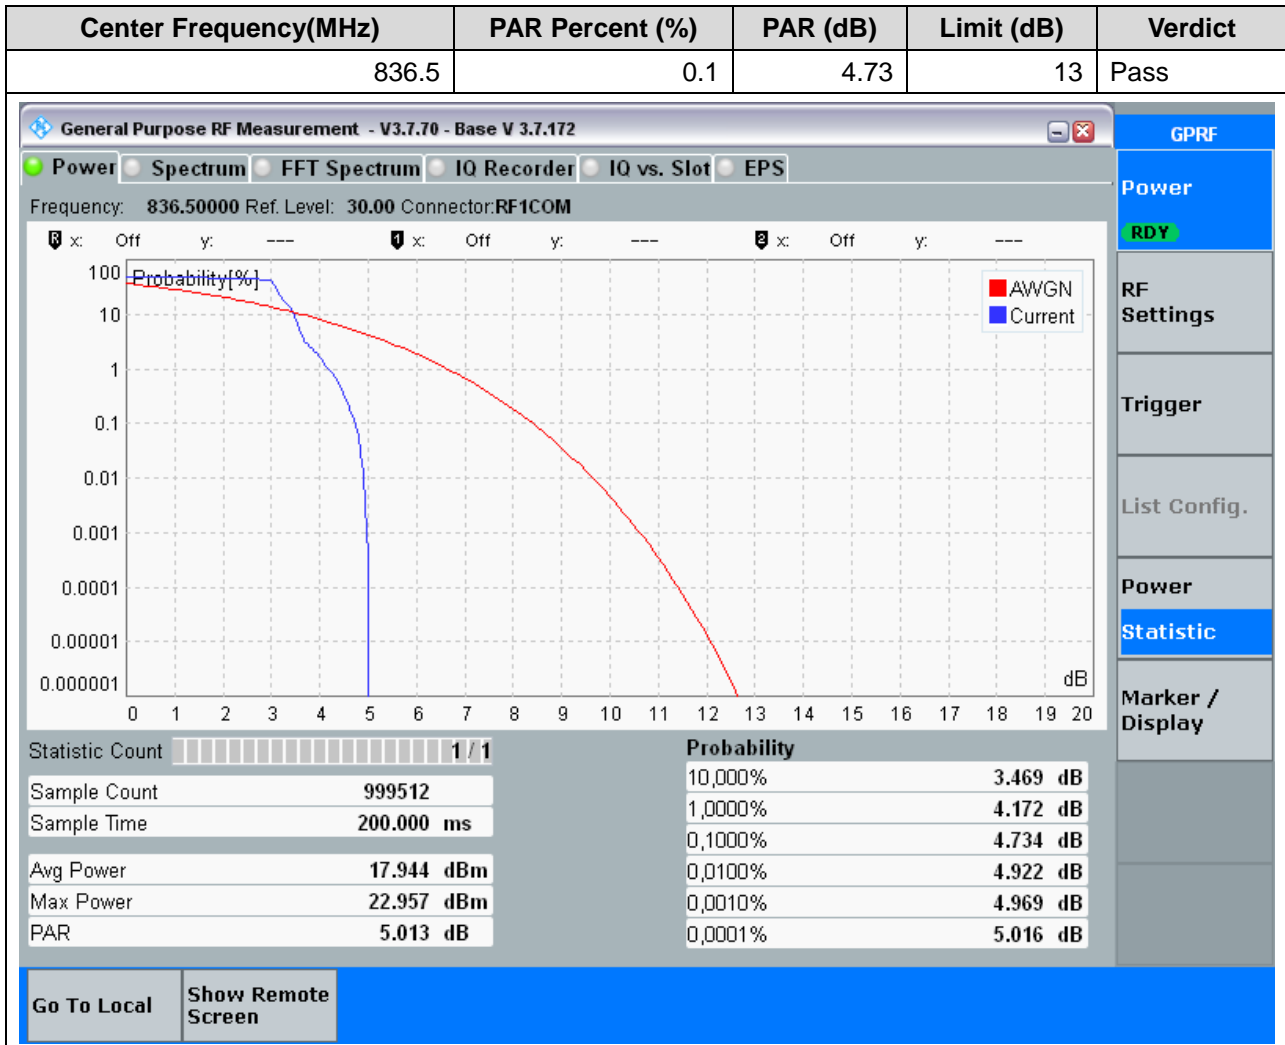 Center Frequency(MHz) PAR Percent (%) PAR (dB) Limit (dB) Verdict
836.5 0.1 4.73 13 Pass
General Purpose RF Measurement - V3.7.70 - Base V 3.7.172
GPRF
Power Spectrum FFT Spectrum IQ Recorder IQ vs. Slot EPS
Power
RDY
Frequency: 836.50000 Ref. Level: 30.00 Connector:RF1COM
R x: Off y: --- 1 x: Off y: --- 2 x: Off y: ---
Probability[%]
100
10
1
0.1
0.01
0.001
0.0001
0.00001
0.000001
AWGN
Current
dB
0 1 2 3 4 5 6 7 8 9 10 11 12 13 14 15 16 17 18 19 20
RF
Settings
Trigger
List Config.
Power
Statistic
Marker /
Display
Statistic Count 1 / 1
Sample Count 999512
Sample Time 200.000 ms
Avg Power 17.944 dBm
Max Power 22.957 dBm
PAR 5.013 dB
Probability
10,000% 3.469 dB
1,0000% 4.172 dB
0,1000% 4.734 dB
0,0100% 4.922 dB
0,0010% 4.969 dB
0,0001% 5.016 dB
Go To Local
Show Remote
Screen